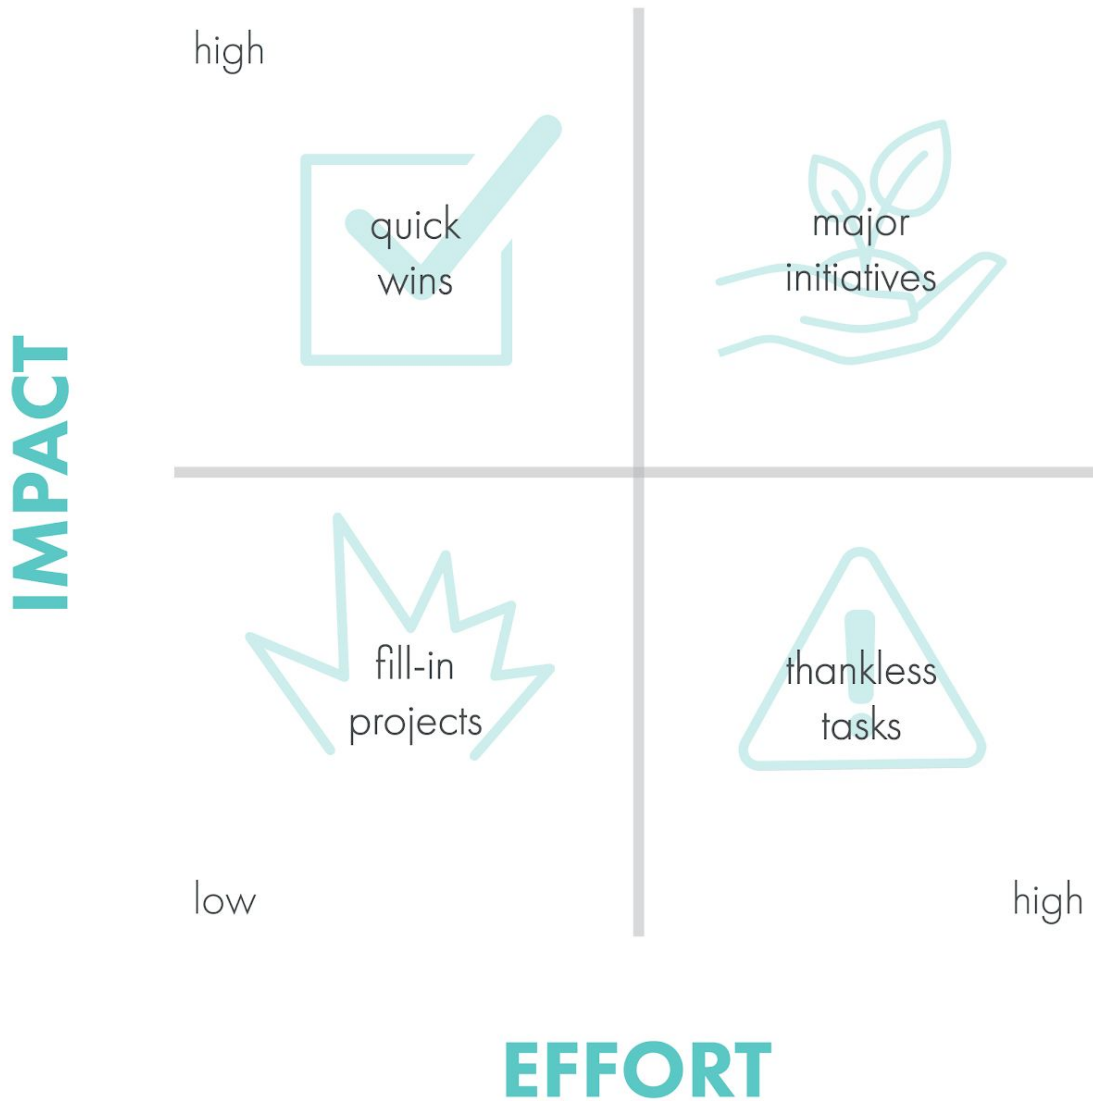 high
quick
wins
major
initiatives
IMPACT
fill-in
projects
thankless
tasks
low
high
EFFORT